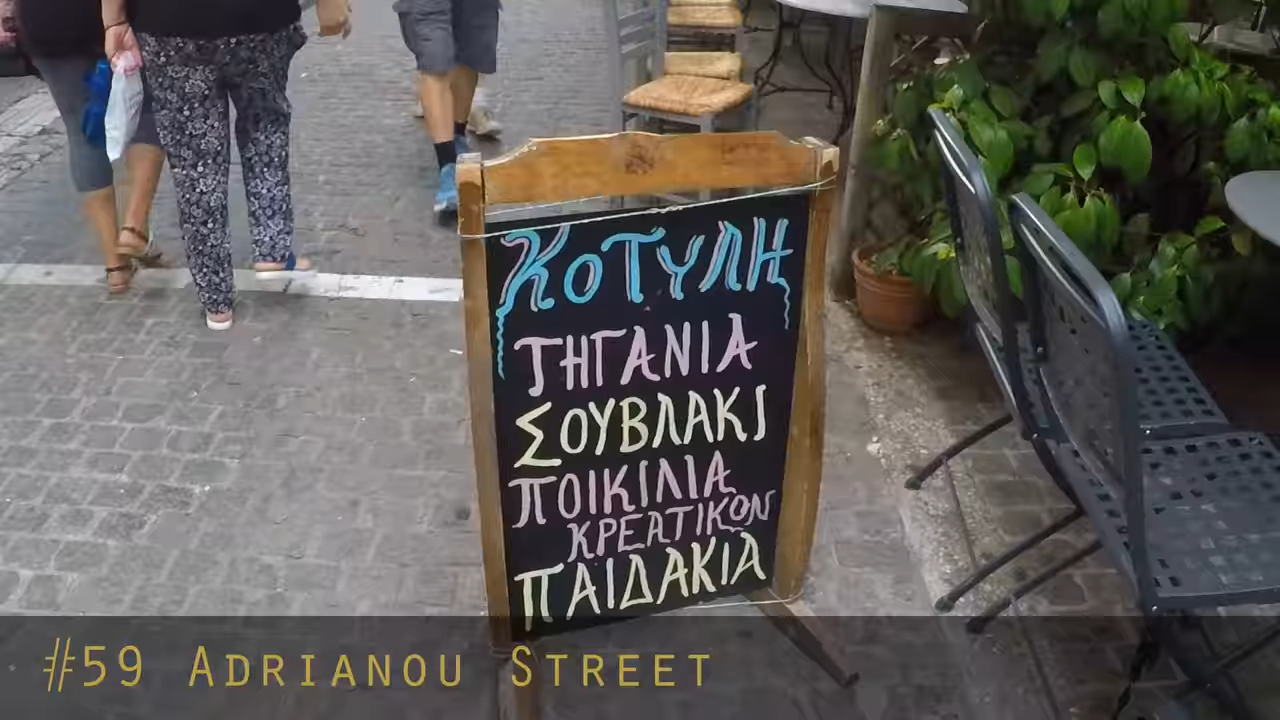 ΚΟΤΥΛΗ
ΤΗΓΑΝΙΑ
ΣΟΥΒΛΑΚΙ
ΠΟΙΚΙΛΙΑ
ΚΡΕΑΤΙΚΩΝ
ΠΑΙΔΑΚΙΑ
#59 Adrianou Street